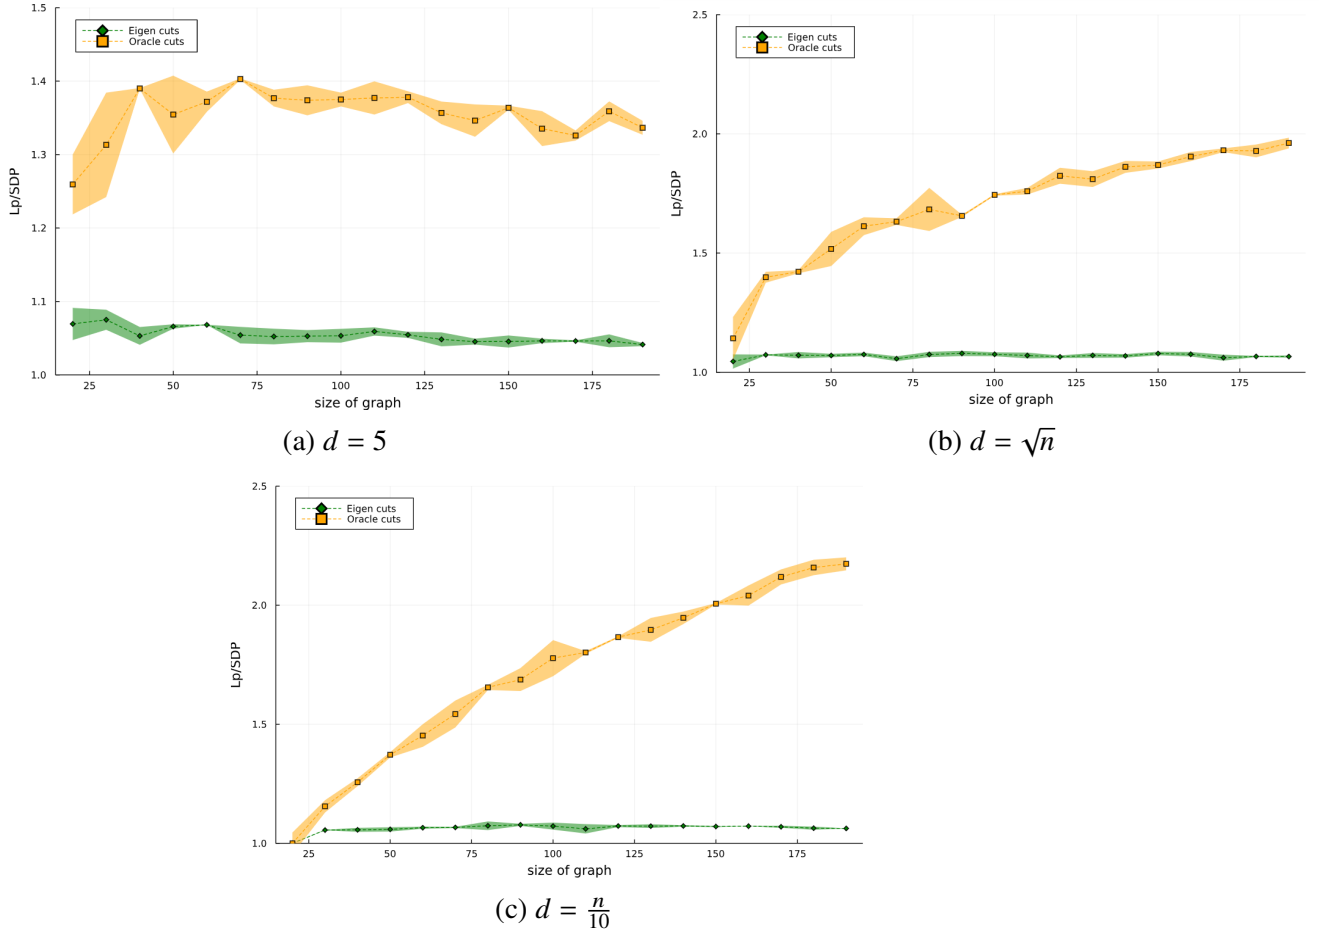 1.5
1.4
1.3
1.2
1.1
1.0
Lp/SDP
Eigen cuts
Oracle cuts
25 50 75 100 125 150 175
size of graph
(a) d = 5
2.5
2.0
1.5
1.0
Lp/SDP
Eigen cuts
Oracle cuts
25 50 75 100 125 150 175
size of graph
(b) d = √n
2.5
2.0
1.5
1.0
Lp/SDP
Eigen cuts
Oracle cuts
25 50 75 100 125 150 175
size of graph
(c) d = n/10